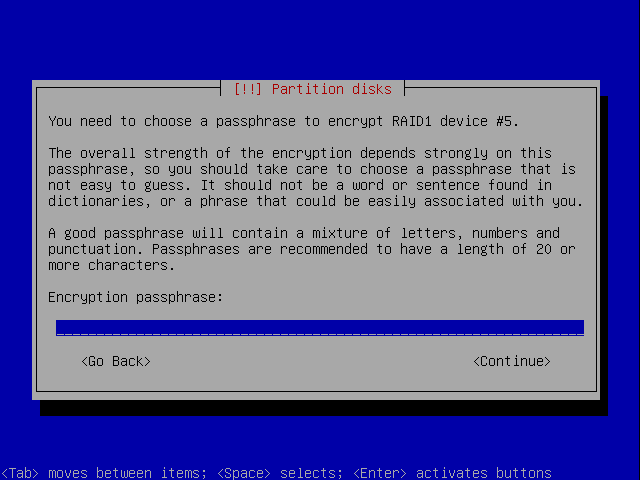 [!!] Partition disks
You need to choose a passphrase to encrypt RAID1 device #5.
The overall strength of the encryption depends strongly on this
passphrase, so you should take care to choose a passphrase that is
not easy to guess. It should not be a word or sentence found in
dictionaries, or a phrase that could be easily associated with you.
A good passphrase will contain a mixture of letters, numbers and
punctuation. Passphrases are recommended to have a length of 20 or
more characters.
Encryption passphrase:
<Go Back> <Continue>
<Tab> moves between items; <Space> selects; <Enter> activates buttons